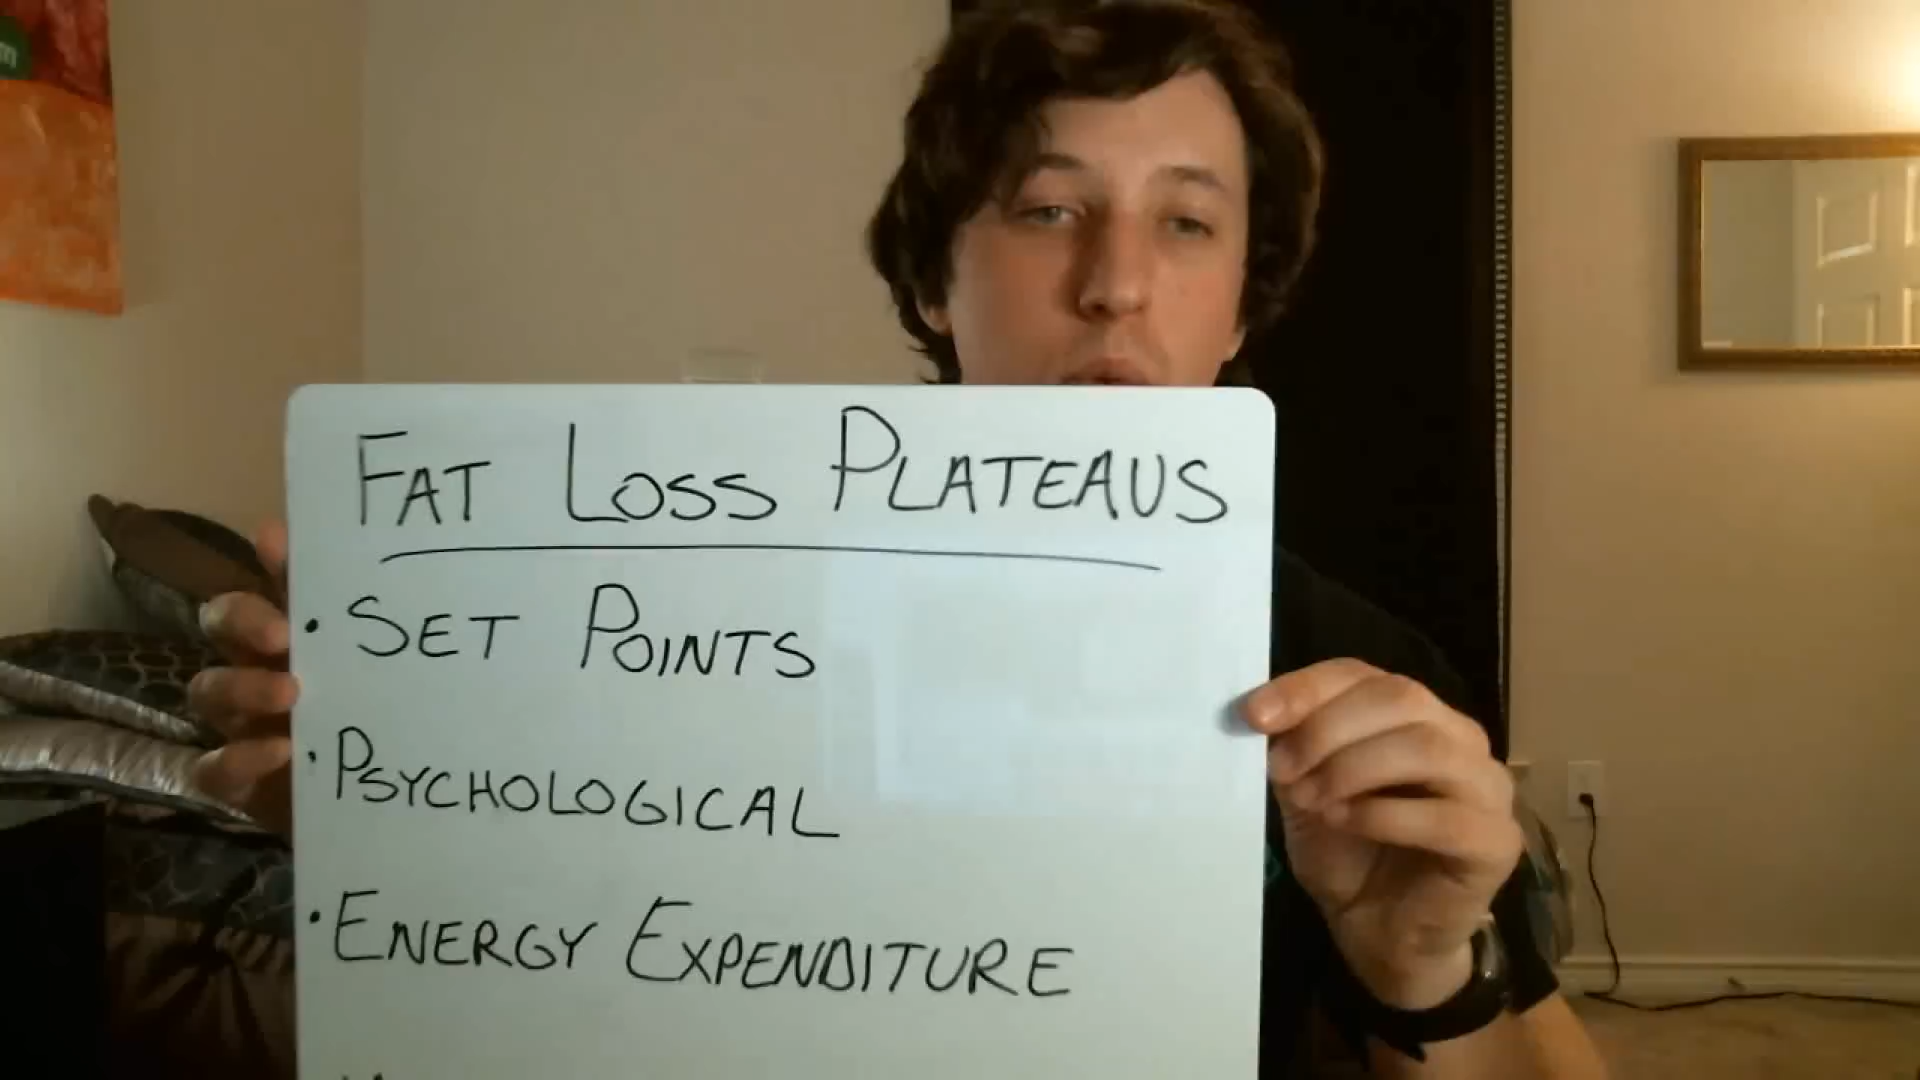 FAT LOSS PLATEAUS
• SET POINTS
• PSYCHOLOGICAL
• ENERGY EXPENDITURE